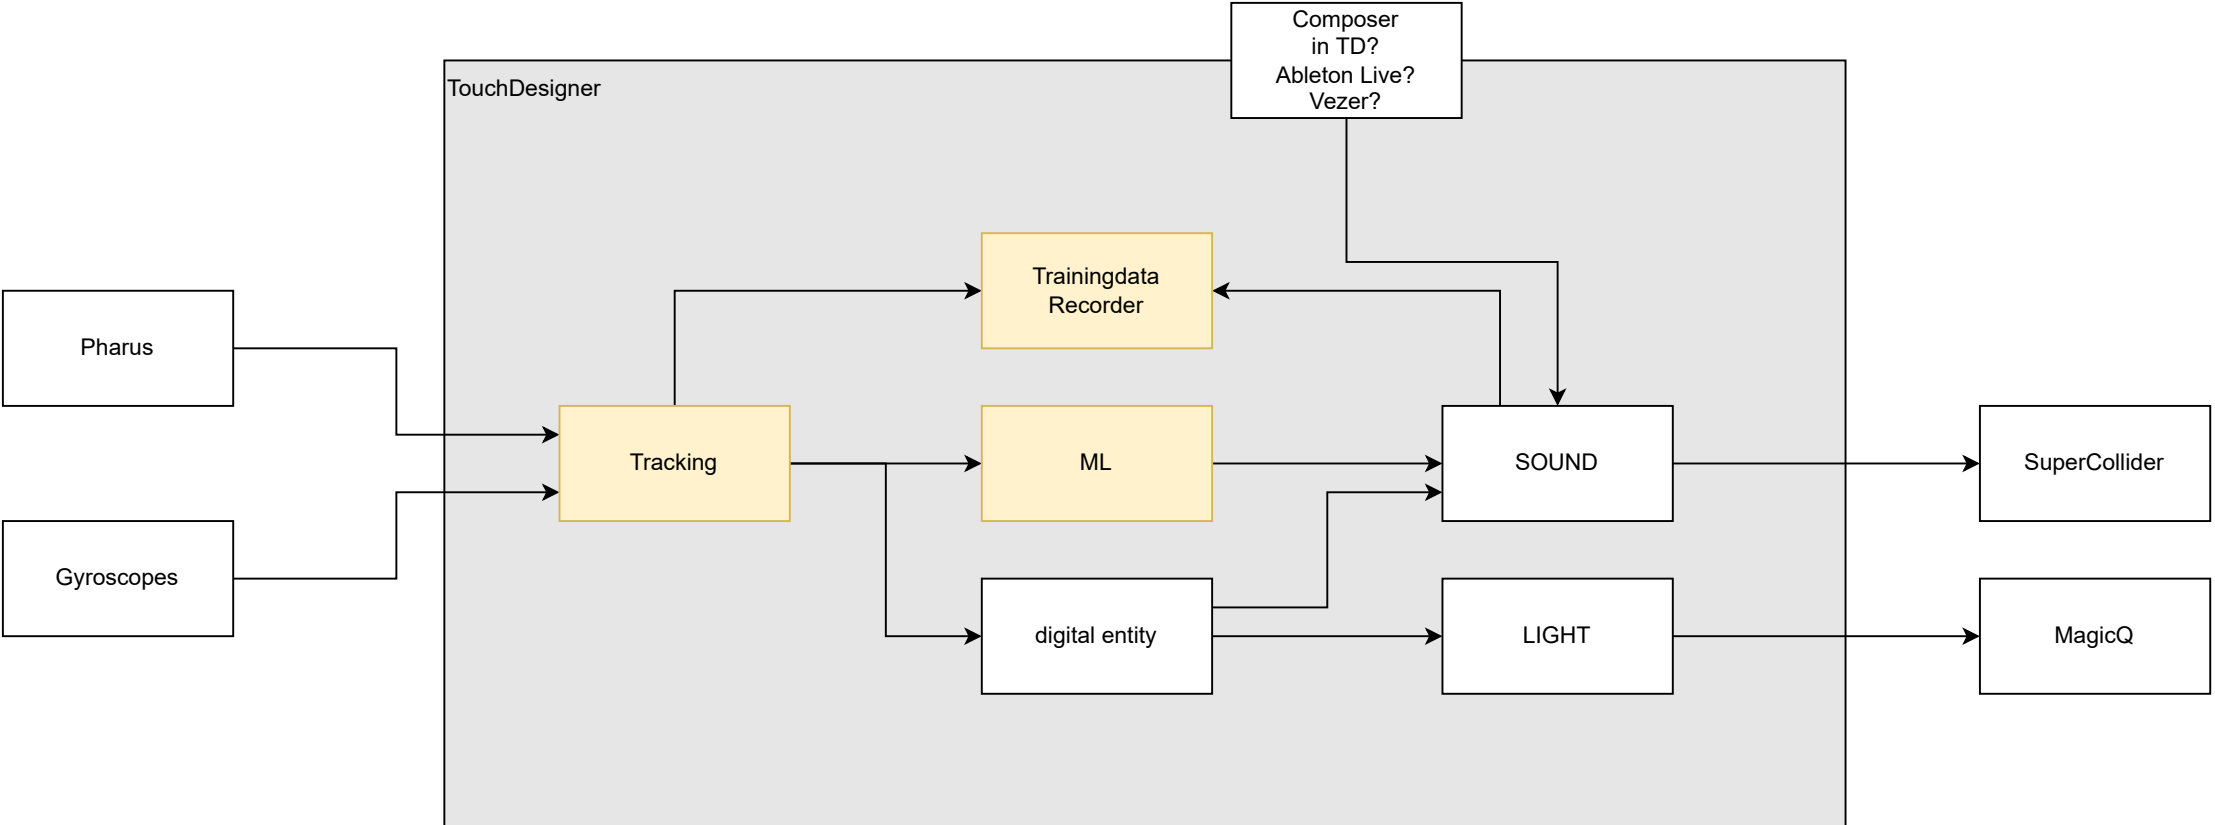 Composer
in TD?
Ableton Live?
Vezer?
TouchDesigner
Trainingdata
Recorder
Pharus
Tracking
ML
SOUND
SuperCollider
Gyroscopes
digital entity
LIGHT
MagicQ